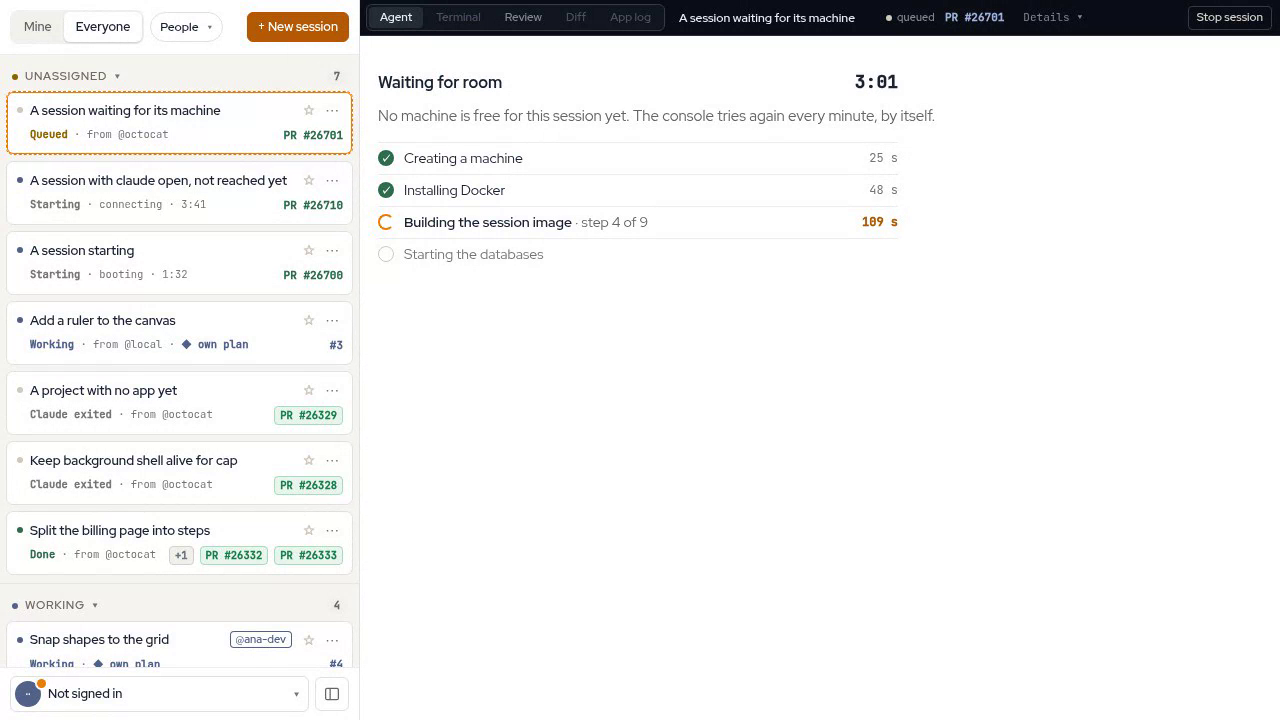 Mine Everyone People ▾ + New session
UNASSIGNED ▾ 7
A session waiting for its machine
Queued · from @octocat PR #26701
A session with claude open, not reached yet
Starting · connecting · 3:41 PR #26710
A session starting
Starting · booting · 1:32 PR #26700
Add a ruler to the canvas
Working · from @local · ◆ own plan #3
A project with no app yet
Claude exited · from @octocat PR #26329
Keep background shell alive for cap
Claude exited · from @octocat PR #26328
Split the billing page into steps
Done · from @octocat +1 PR #26332 PR #26333
WORKING ▾ 4
Snap shapes to the grid @ana-dev
Working · ◆ own plan #4
Not signed in ▾
Agent Terminal Review Diff App log A session waiting for its machine queued PR #26701 Details ▾ Stop session
Waiting for room 3:01
No machine is free for this session yet. The console tries again every minute, by itself.
Creating a machine 25 s
Installing Docker 48 s
Building the session image · step 4 of 9 109 s
Starting the databases